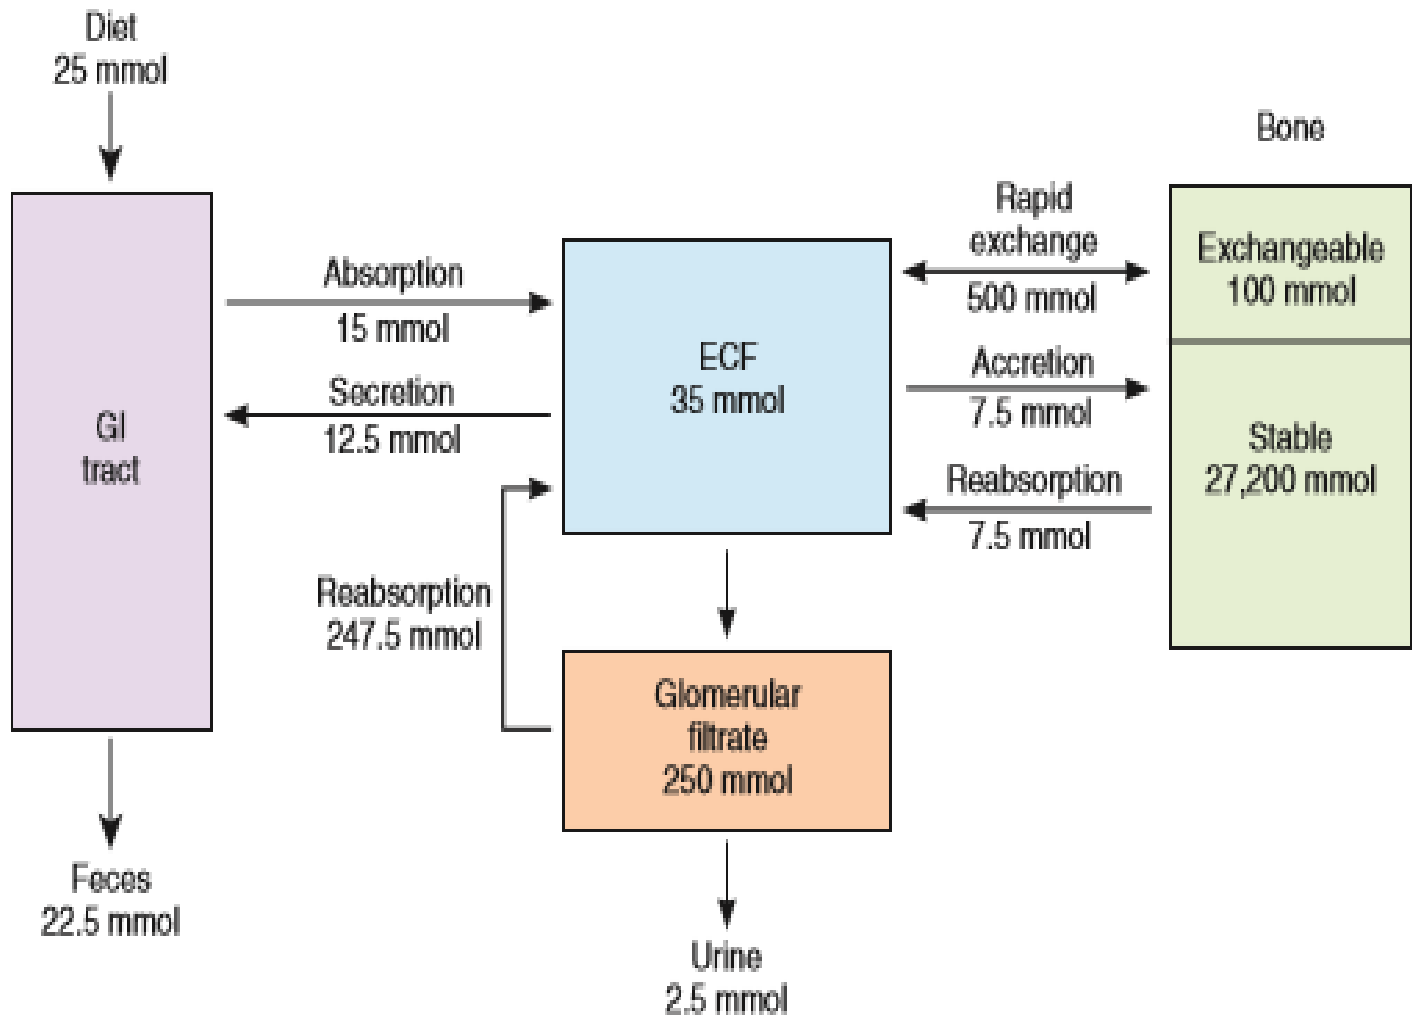 Diet
25 mmol
Bone
Rapid
exchange
500 mmol
Exchangeable
100 mmol
Absorption
15 mmol
ECF
35 mmol
Accretion
7.5 mmol
Secretion
12.5 mmol
GI
tract
Stable
27,200 mmol
Reabsorption
7.5 mmol
Reabsorption
247.5 mmol
Glomerular
filtrate
250 mmol
Feces
22.5 mmol
Urine
2.5 mmol